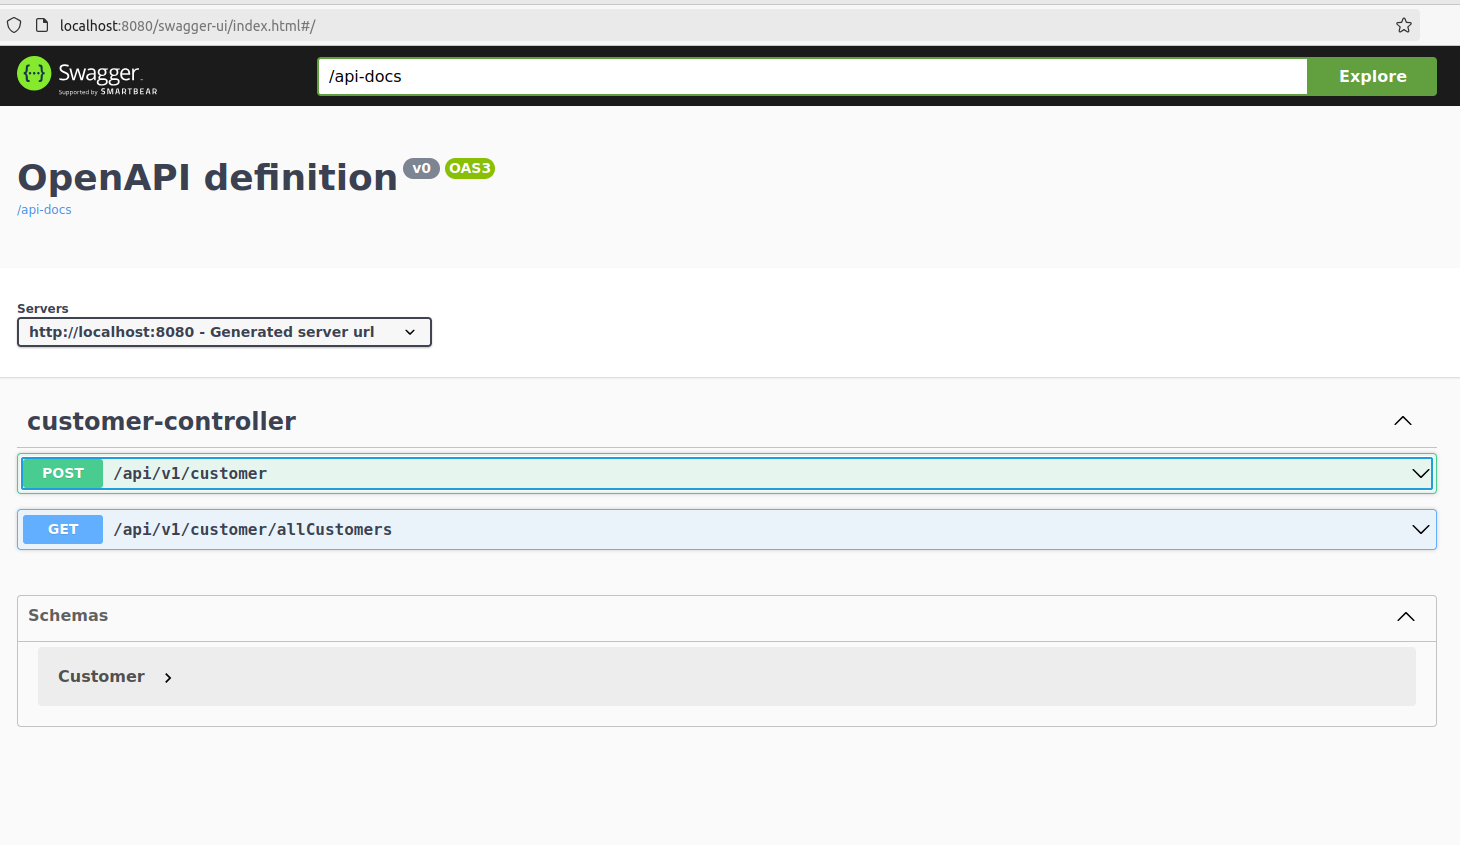 localhost:8080/swagger-ui/index.html#/
{···} Swagger.
Supported by SMARTBEAR
/api-docs
Explore
OpenAPI definition v0 OAS3
/api-docs
Servers
http://localhost:8080 - Generated server url
customer-controller
POST /api/v1/customer
GET /api/v1/customer/allCustomers
Schemas
Customer